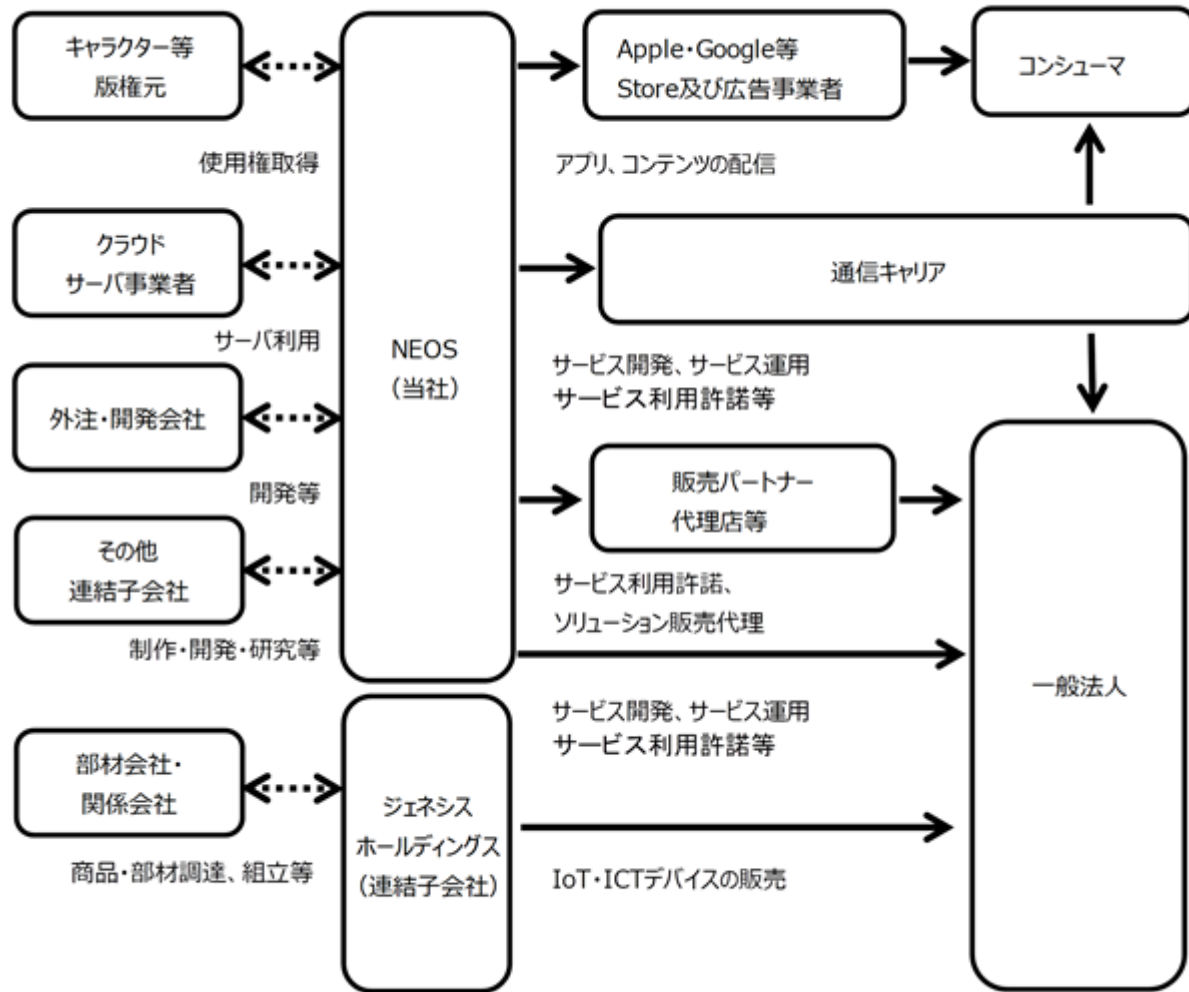 キャラクター等
版権元
使用権取得
クラウド
サーバ事業者
サーバ利用
外注・開発会社
開発等
その他
連結子会社
制作・開発・研究等
部材会社・
関係会社
商品・部材調達、組立等
NEOS
（当社）
ジェネシス
ホールディングス
（連結子会社）
Apple・Google等
Store及び広告事業者
アプリ、コンテンツの配信
コンシューマ
通信キャリア
サービス開発、サービス運用
サービス利用許諾等
販売パートナー
代理店等
サービス利用許諾、
ソリューション販売代理
サービス開発、サービス運用
サービス利用許諾等
IoT・ICTデバイスの販売
一般法人